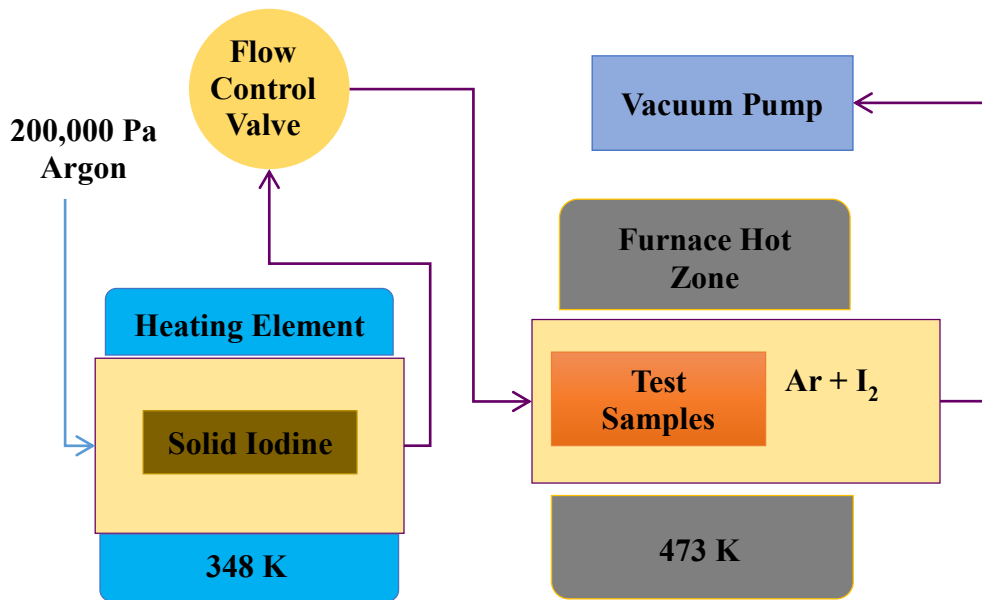 Flow
Control
Valve
200,000 Pa
Argon
Vacuum Pump
Furnace Hot
Zone
Heating Element
Solid Iodine
348 K
Test
Samples
Ar + I₂
473 K